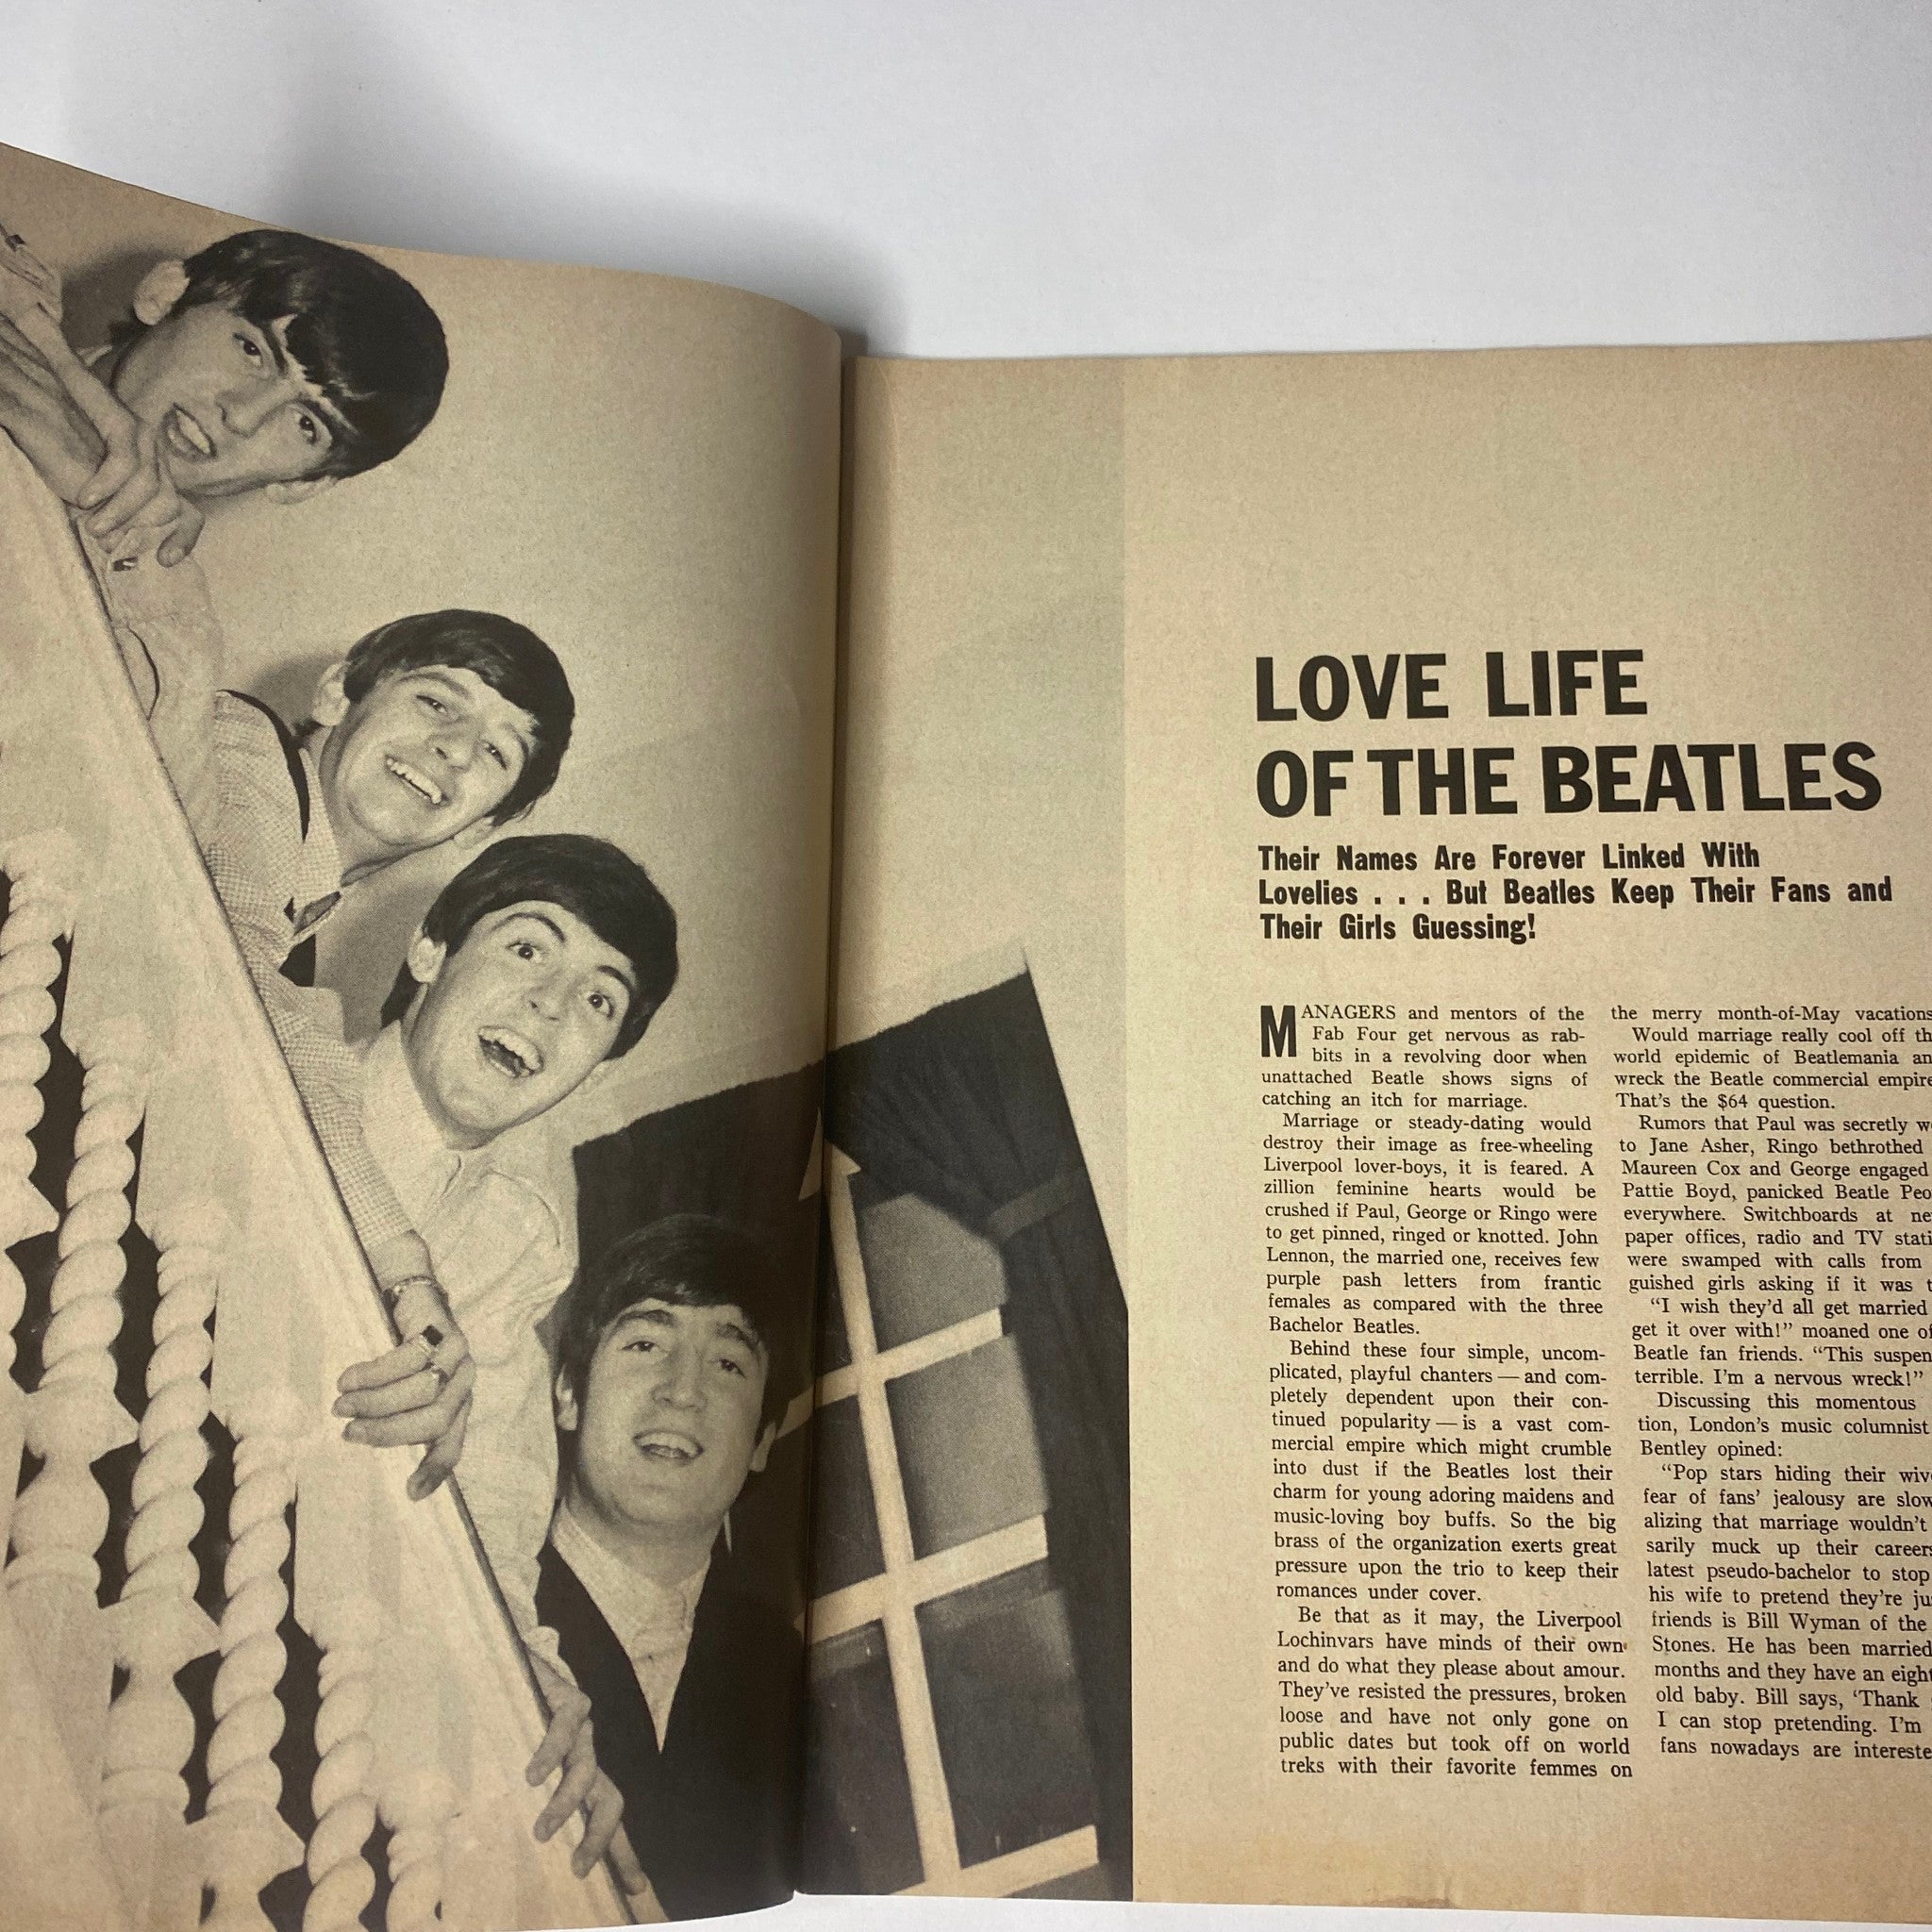 LOVE LIFE
OF THE BEATLES
Their Names Are Forever Linked With
Lovelies . . . But Beatles Keep Their Fans and
Their Girls Guessing!
MANAGERS and mentors of the
Fab Four get nervous as rab-
bits in a revolving door when
unattached Beatle shows signs of
catching an itch for marriage.
Marriage or steady-dating would
destroy their image as free-wheeling
Liverpool lover-boys, it is feared. A
zillion feminine hearts would be
crushed if Paul, George or Ringo were
to get pinned, ringed or knotted. John
Lennon, the married one, receives few
purple pash letters from frantic
females as compared with the three
Bachelor Beatles.
Behind these four simple, uncom-
plicated, playful chanters — and com-
pletely dependent upon their con-
tinued popularity — is a vast com-
mercial empire which might crumble
into dust if the Beatles lost their
charm for young adoring maidens and
music-loving boy buffs. So the big
brass of the organization exerts great
pressure upon the trio to keep their
romances under cover.
Be that as it may, the Liverpool
Lochinvars have minds of their own
and do what they please about amour.
They've resisted the pressures, broken
loose and have not only gone on
public dates but took off on world
treks with their favorite femmes on
the merry month-of-May vacations
Would marriage really cool off
world epidemic of Beatlemania
wreck the Beatle commercial empire
That's the $64 question.
Rumors that Paul was secretly
to Jane Asher, Ringo bethrothed
Maureen Cox and George engaged
Pattie Boyd, panicked Beatle
everywhere. Switchboards at
paper offices, radio and TV
were swamped with calls from
guished girls asking if it was
"I wish they'd all get married
get it over with!" moaned one
Beatle fan friends. "This
terrible. I'm a nervous wreck!"
Discussing this momentous
tion, London's music columnist
Bentley opined:
"Pop stars hiding their
fear of fans' jealousy are
alizing that marriage wouldn't
sarily muck up their
latest pseudo-bachelor to stop
his wife to pretend they're
friends is Bill Wyman of the
Stones. He has been married
months and they have an
old baby. Bill says, 'Thank
I can stop pretending. I'm
fans nowadays are